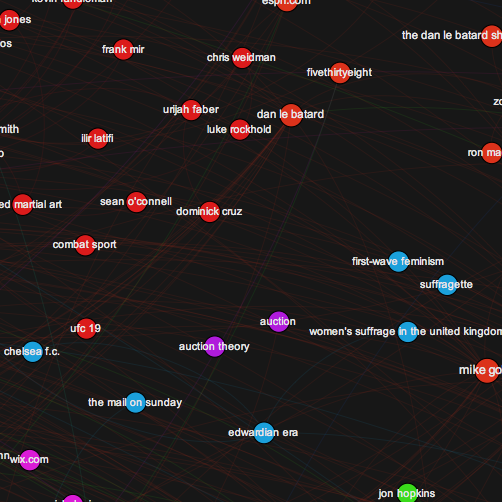 espn.com
jones
the dan le batard sh
os
frank mir
chris weidman
fivethirtyeight
urijah faber
dan le batard
mith
luke rockhold
ilir latifi
ron ma
ed martial art
sean o'connell
dominick cruz
combat sport
first-wave feminism
suffragette
auction
ufc 19
women's suffrage in the united kingdom
auction theory
chelsea f.c.
mike go
the mail on sunday
edwardian era
wix.com
jon hopkins